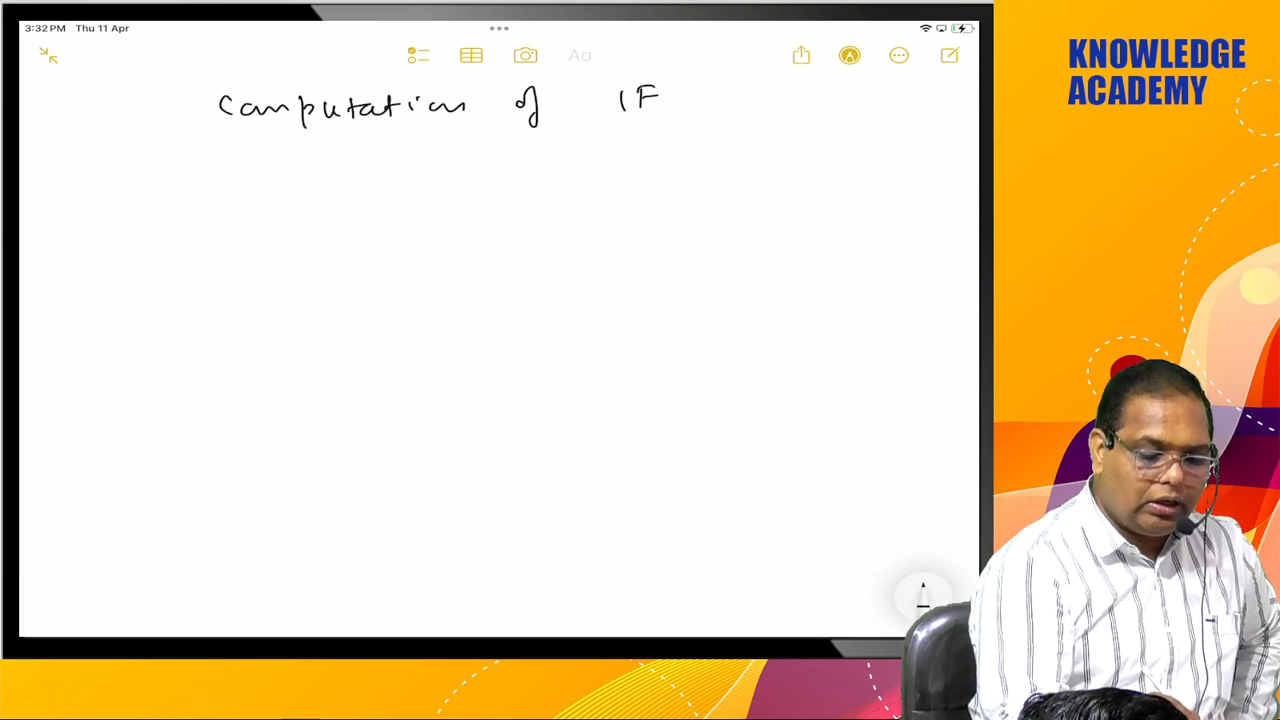 3:32 PM Thu 11 Apr
Aa
Computation of IF
KNOWLEDGE
ACADEMY